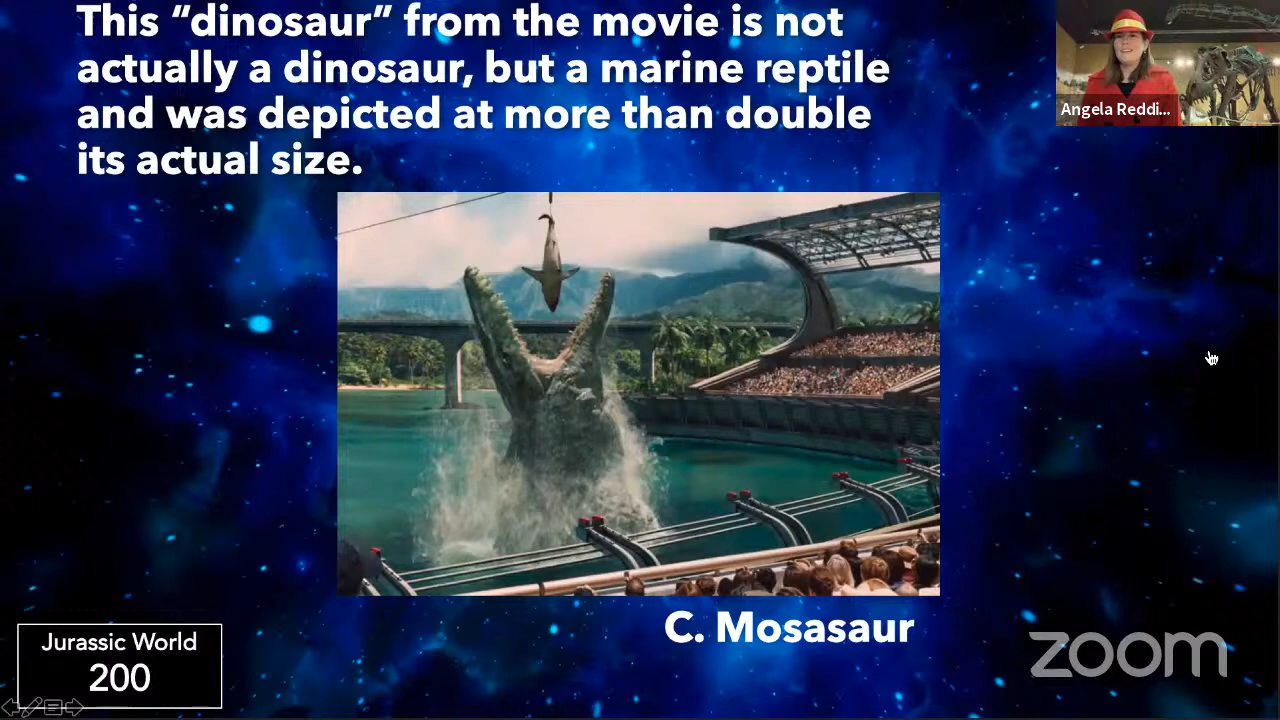 This “dinosaur” from the movie is not
actually a dinosaur, but a marine reptile
and was depicted at more than double
its actual size.
Angela Reddi...
C. Mosasaur
Jurassic World
200
zoom